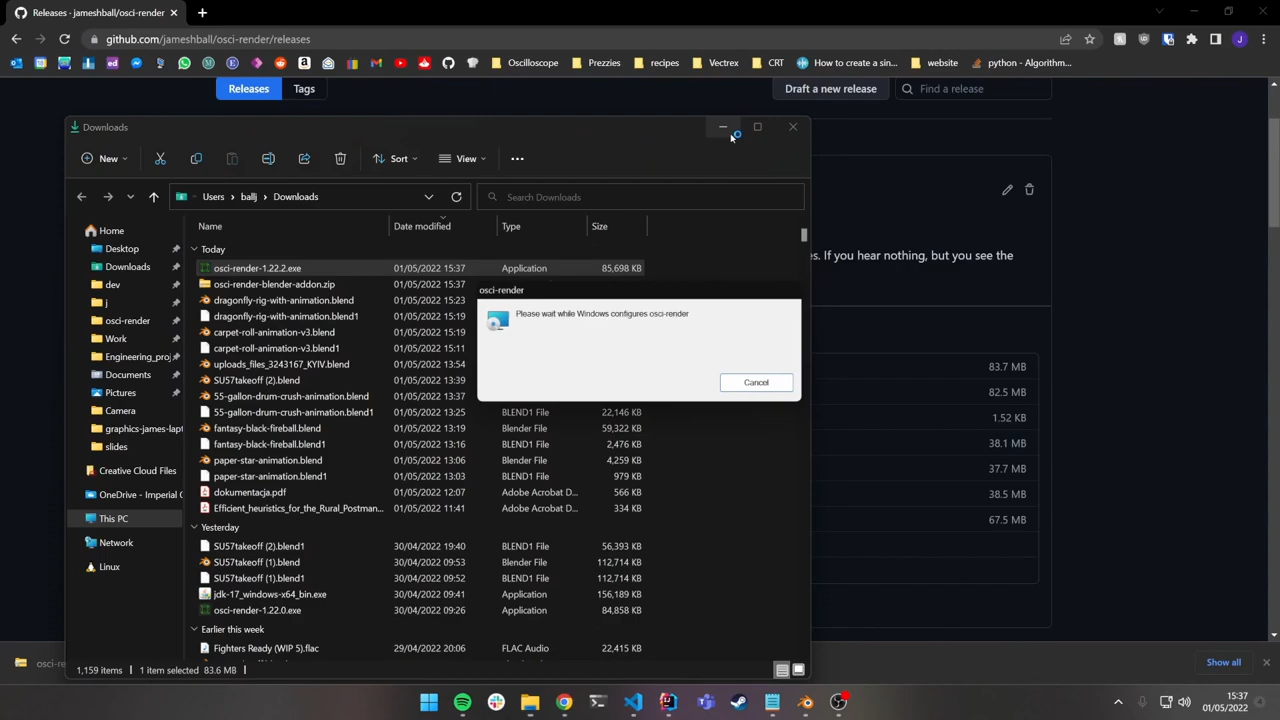 Releases - jameshball/osci-render
github.com/jameshball/osci-render/releases
Oscilloscope
Prezzies
recipes
Vectrex
CRT
How to create a sin...
website
python - Algorithm...
Releases
Tags
Draft a new release
Find a release
Downloads
New
Sort
View
Users
ballj
Downloads
Search Downloads
Home
Desktop
Downloads
dev
j
osci-render
Work
Engineering_proj
Documents
Pictures
Camera
graphics-james-lapt
slides
Creative Cloud Files
OneDrive - Imperial C
This PC
Network
Linux
Name Date modified Type Size
Today
osci-render-1.22.2.exe 01/05/2022 15:37 Application 85,698 KB
osci-render-blender-addon.zip 01/05/2022 15:37
dragonfly-rig-with-animation.blend 01/05/2022 15:23
dragonfly-rig-with-animation.blend1 01/05/2022 15:19
carpet-roll-animation-v3.blend 01/05/2022 15:19
carpet-roll-animation-v3.blend1 01/05/2022 15:11
uploads_files_3243167_KYIV.blend 01/05/2022 13:54
SU57takeoff (2).blend 01/05/2022 13:39
55-gallon-drum-crush-animation.blend 01/05/2022 13:37
55-gallon-drum-crush-animation.blend1 01/05/2022 13:25 BLEND1 File 22,146 KB
fantasy-black-fireball.blend 01/05/2022 13:19 Blender File 59,322 KB
fantasy-black-fireball.blend1 01/05/2022 13:16 BLEND1 File 2,476 KB
paper-star-animation.blend 01/05/2022 13:06 Blender File 4,259 KB
paper-star-animation.blend1 01/05/2022 13:03 BLEND1 File 979 KB
dokumentacja.pdf 01/05/2022 12:07 Adobe Acrobat D... 566 KB
Efficient_heuristics_for_the_Rural_Postman... 01/05/2022 11:41 Adobe Acrobat D... 334 KB
Yesterday
SU57takeoff (2).blend1 30/04/2022 19:40 BLEND1 File 56,393 KB
SU57takeoff (1).blend 30/04/2022 09:53 Blender File 112,714 KB
SU57takeoff (1).blend1 30/04/2022 09:52 BLEND1 File 112,714 KB
jdk-17_windows-x64_bin.exe 30/04/2022 09:41 Application 156,189 KB
osci-render-1.22.0.exe 30/04/2022 09:26 Application 84,858 KB
Earlier this week
Fighters Ready (WIP 5).flac 29/04/2022 20:06 FLAC Audio 22,415 KB
1,159 items 1 item selected 83.6 MB
osci-render
Please wait while Windows configures osci-render
Cancel
es. If you hear nothing, but you see the
83.7 MB
82.5 MB
1.52 KB
38.1 MB
37.7 MB
38.5 MB
67.5 MB
osci-re
Show all
15:37
01/05/2022